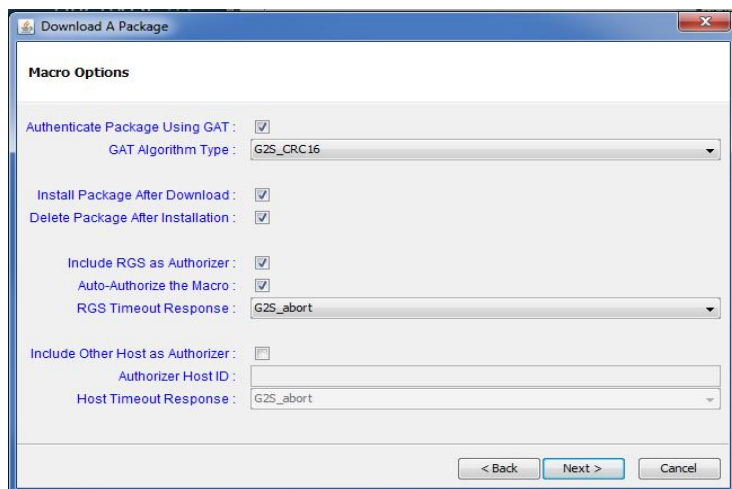 Download A Package
Macro Options
Authenticate Package Using GAT :
GAT Algorithm Type : G2S_CRC16
Install Package After Download :
Delete Package After Installation :
Include RGS as Authorizer :
Auto-Authorize the Macro :
RGS Timeout Response : G2S_abort
Include Other Host as Authorizer :
Authorizer Host ID :
Host Timeout Response : G2S_abort
< Back Next > Cancel